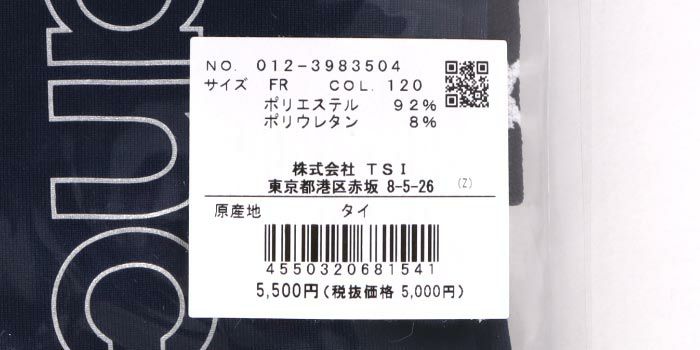 NO. 012-3983504
サイズ FR COL. 120
ポリエステル 92%
ポリウレタン 8%
株式会社 TSI
東京都港区赤坂 8-5-26 (Z)
原産地 タイ
4550320681541
5,500円(税抜価格 5,000円)